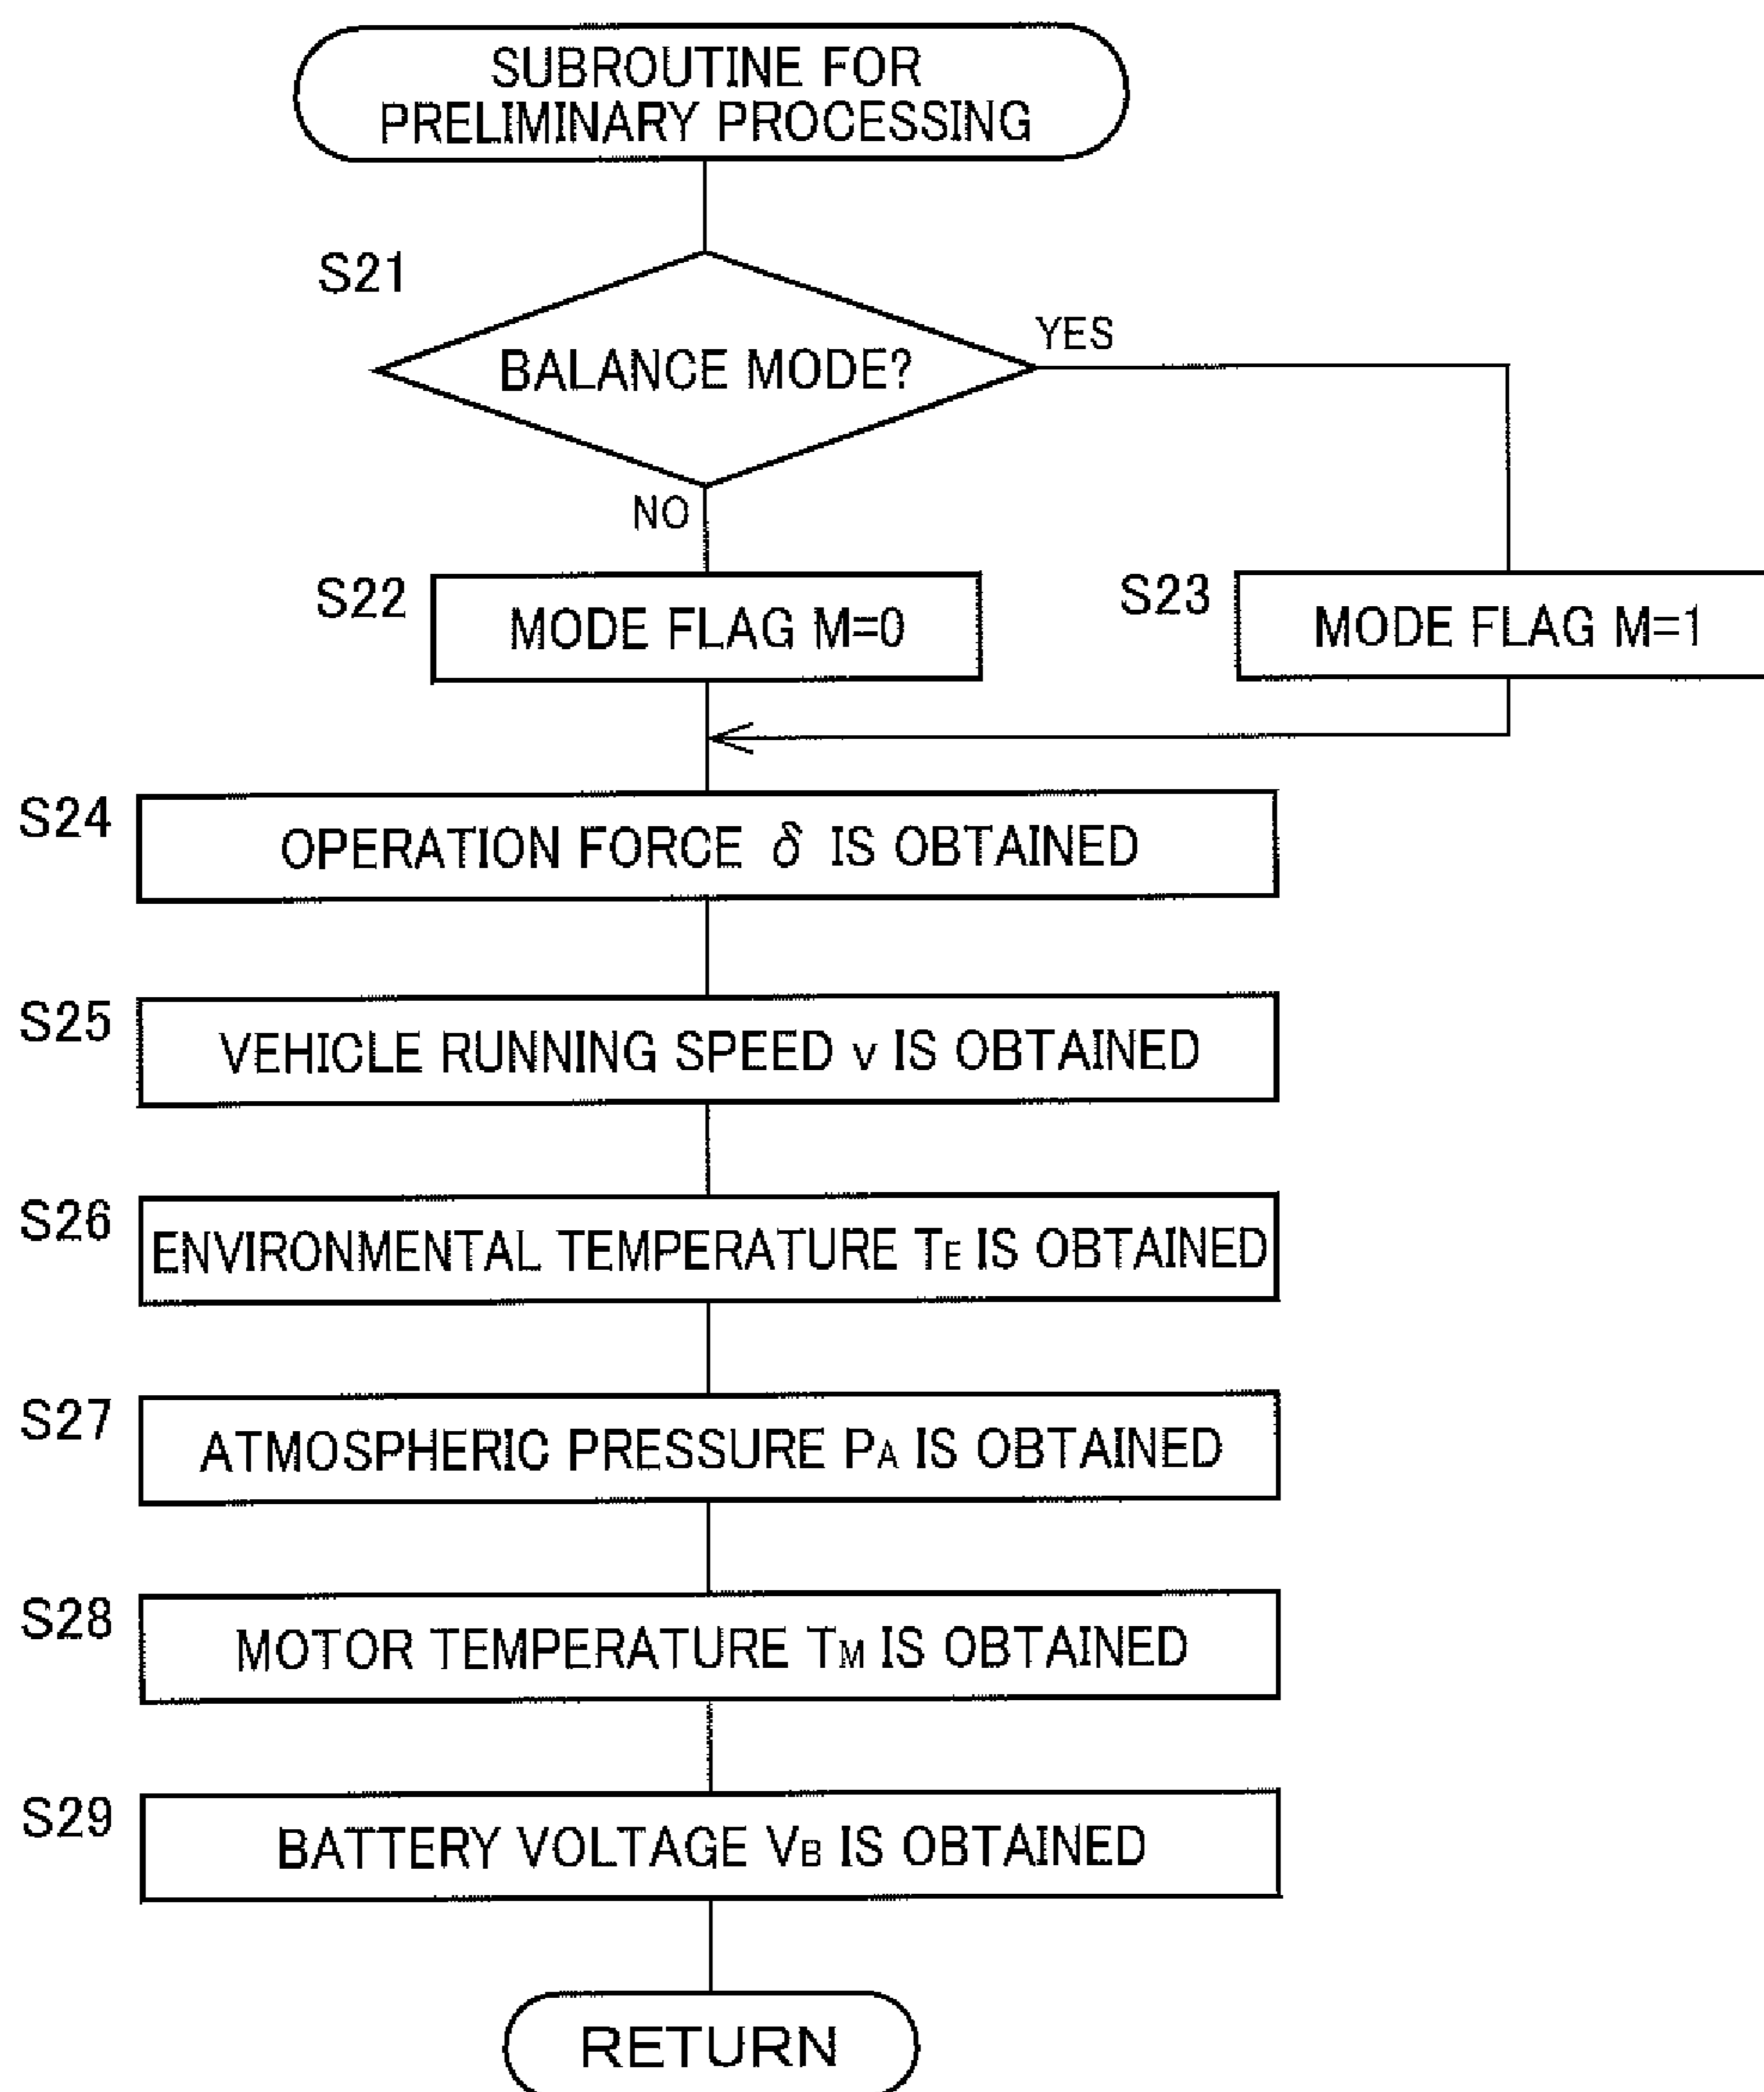 SUBROUTINE FOR
PRELIMINARY PROCESSING
S21
BALANCE MODE?
YES
NO
S22
MODE FLAG M=0
S23
MODE FLAG M=1
S24
OPERATION FORCE δ IS OBTAINED
S25
VEHICLE RUNNING SPEED v IS OBTAINED
S26
ENVIRONMENTAL TEMPERATURE TE IS OBTAINED
S27
ATMOSPHERIC PRESSURE PA IS OBTAINED
S28
MOTOR TEMPERATURE TM IS OBTAINED
S29
BATTERY VOLTAGE VB IS OBTAINED
RETURN